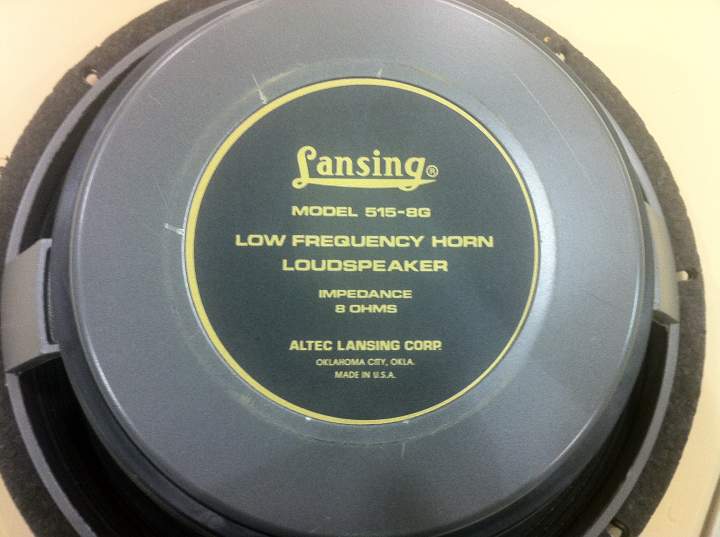 Lansing®
MODEL 515-8G
LOW FREQUENCY HORN
LOUDSPEAKER
IMPEDANCE
8 OHMS
ALTEC LANSING CORP.
OKLAHOMA CITY, OKLA.
MADE IN U.S.A.